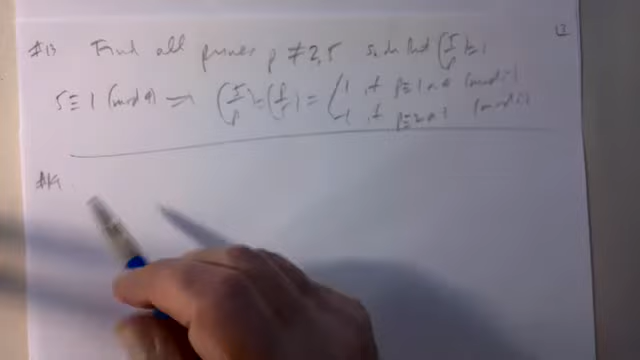 #13 Find all primes p ≠ 2,5 such that (5/p)=1
5 ≡ 1 (mod 4) ⟹ (5/p) = (p/5) = { 1 if p≡1 or 4 (mod 5)
-1 if p≡2 or 3 (mod 5)
#14